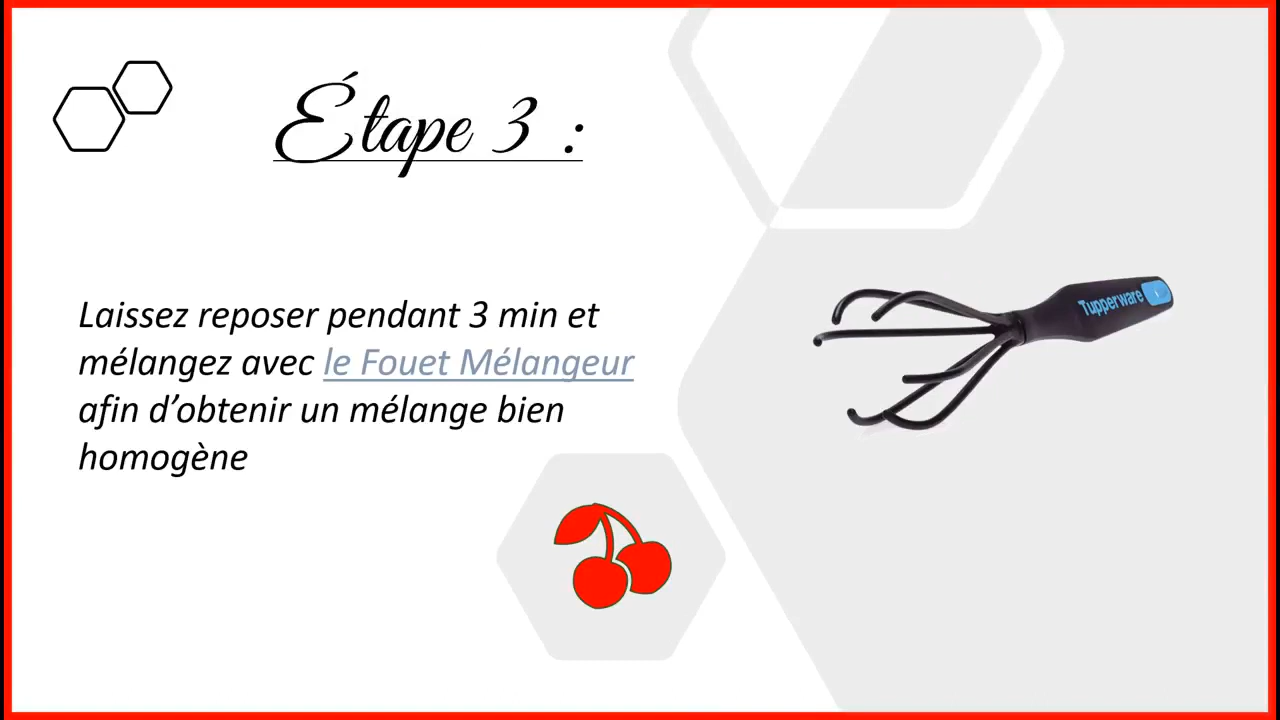 Étape 3 :
Laissez reposer pendant 3 min et
mélangez avec le Fouet Mélangeur
afin d’obtenir un mélange bien
homogène
Tupperware